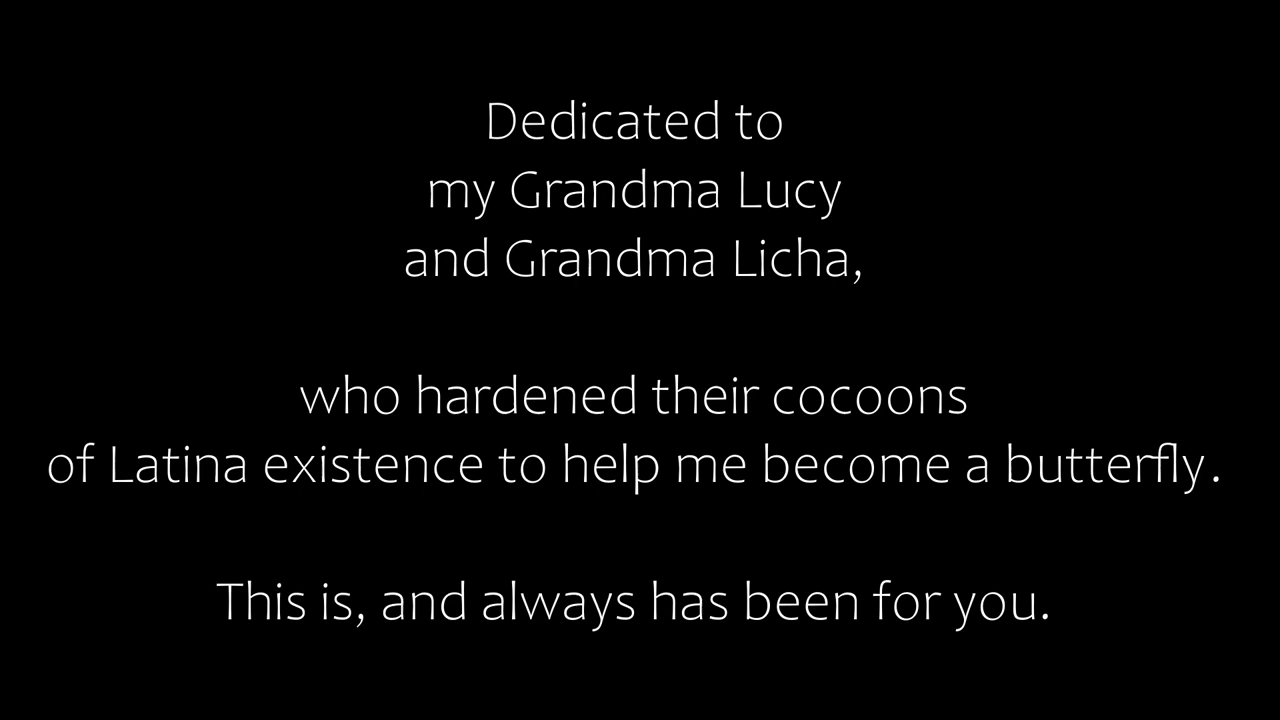 Dedicated to
my Grandma Lucy
and Grandma Licha,
who hardened their cocoons
of Latina existence to help me become a butterfly.
This is, and always has been for you.